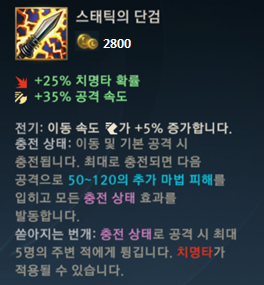 스태틱의 단검
2800
+25% 치명타 확률
+35% 공격 속도
전기: 이동 속도 가 +5% 증가합니다.
충전 상태: 이동 및 기본 공격 시
충전됩니다. 최대로 충전되면 다음
공격으로 50~120의 추가 마법 피해를
입히고 모든 충전 상태 효과를
발동합니다.
쏟아지는 번개: 충전 상태로 공격 시 최대
5명의 주변 적에게 튕깁니다. 치명타가
적용될 수 있습니다.